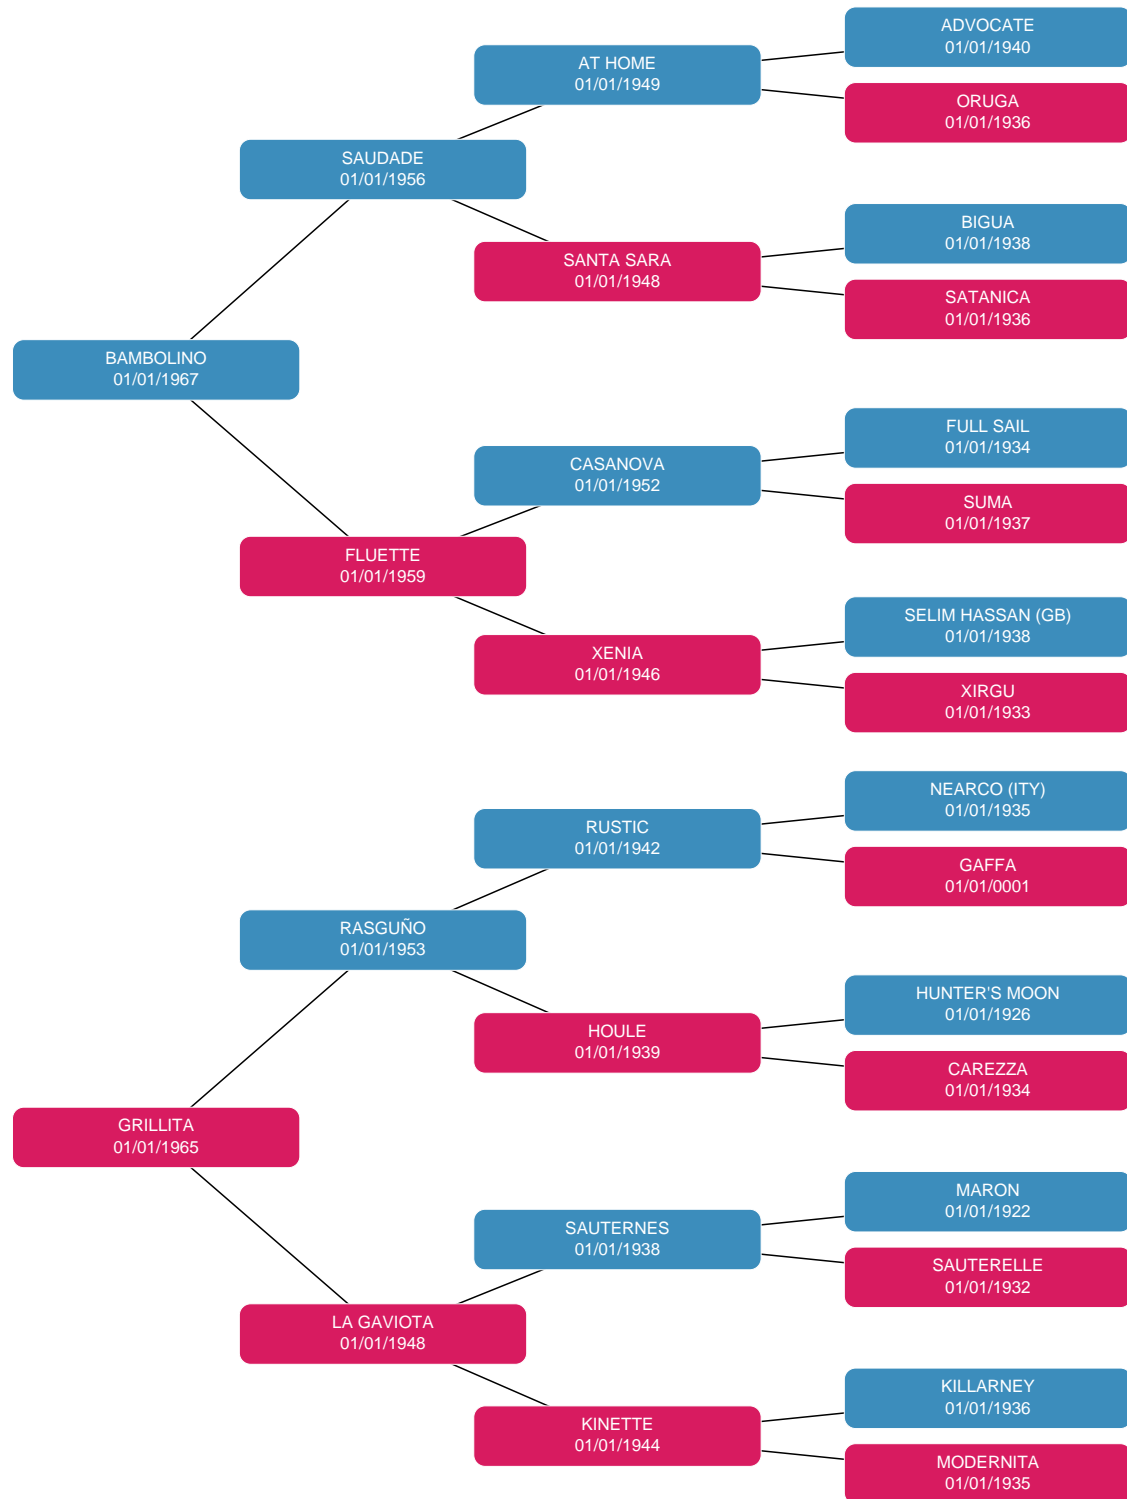 ADVOCATE
01/01/1940
AT HOME
01/01/1949
ORUGA
01/01/1936
SAUDADE
01/01/1956
BIGUA
01/01/1938
SANTA SARA
01/01/1948
SATANICA
01/01/1936
BAMBOLINO
01/01/1967
FULL SAIL
01/01/1934
CASANOVA
01/01/1952
SUMA
01/01/1937
FLUETTE
01/01/1959
SELIM HASSAN (GB)
01/01/1938
XENIA
01/01/1946
XIRGU
01/01/1933
NEARCO (ITY)
01/01/1935
RUSTIC
01/01/1942
GAFFA
01/01/0001
RASGUÑO
01/01/1953
HUNTER'S MOON
01/01/1926
HOULE
01/01/1939
CAREZZA
01/01/1934
GRILLITA
01/01/1965
MARON
01/01/1922
SAUTERNES
01/01/1938
SAUTERELLE
01/01/1932
LA GAVIOTA
01/01/1948
KILLARNEY
01/01/1936
KINETTE
01/01/1944
MODERNITA
01/01/1935